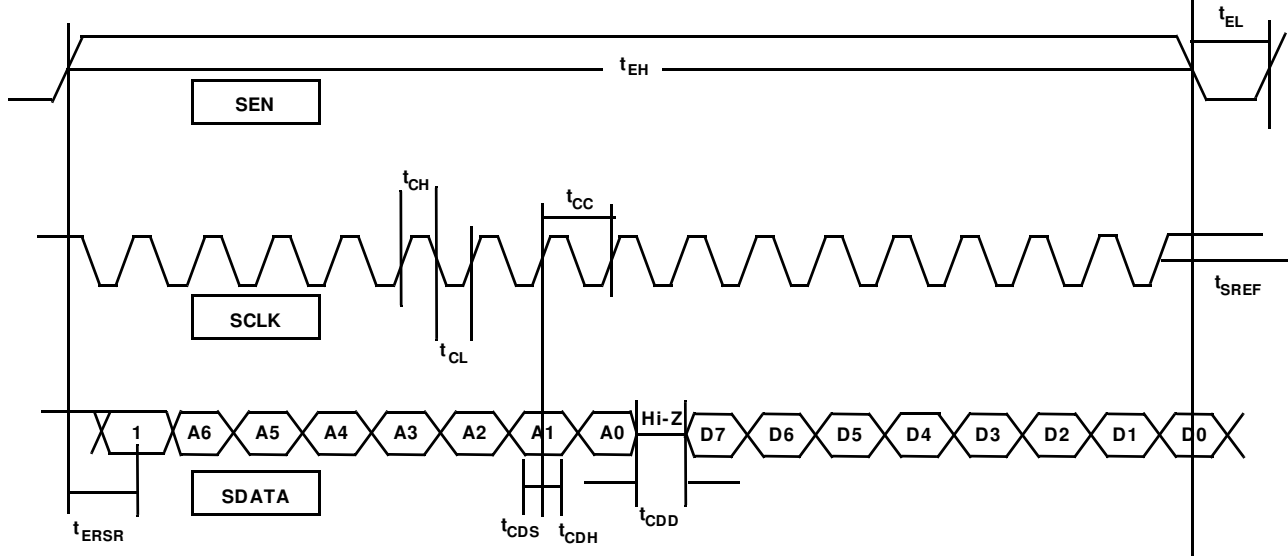 tEL
tEH
SEN
tCH
tCC
SCLK
tCL
tSREF
1 A6 A5 A4 A3 A2 A1 A0 Hi-Z D7 D6 D5 D4 D3 D2 D1 D0
SDATA
tERSR
tCDS
tCDH
tCDD